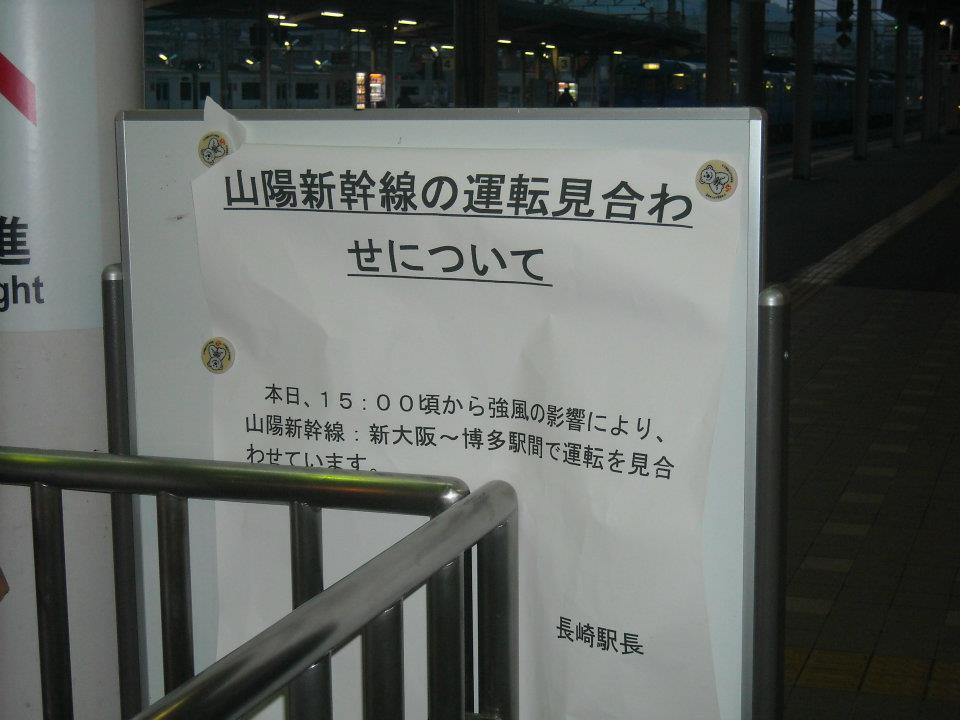 山陽新幹線の運転見合わ
せについて
本日、１５：００頃から強風の影響により、
山陽新幹線：新大阪～博多駅間で運転を見合
わせています。
長崎駅長
進
ght
4
3